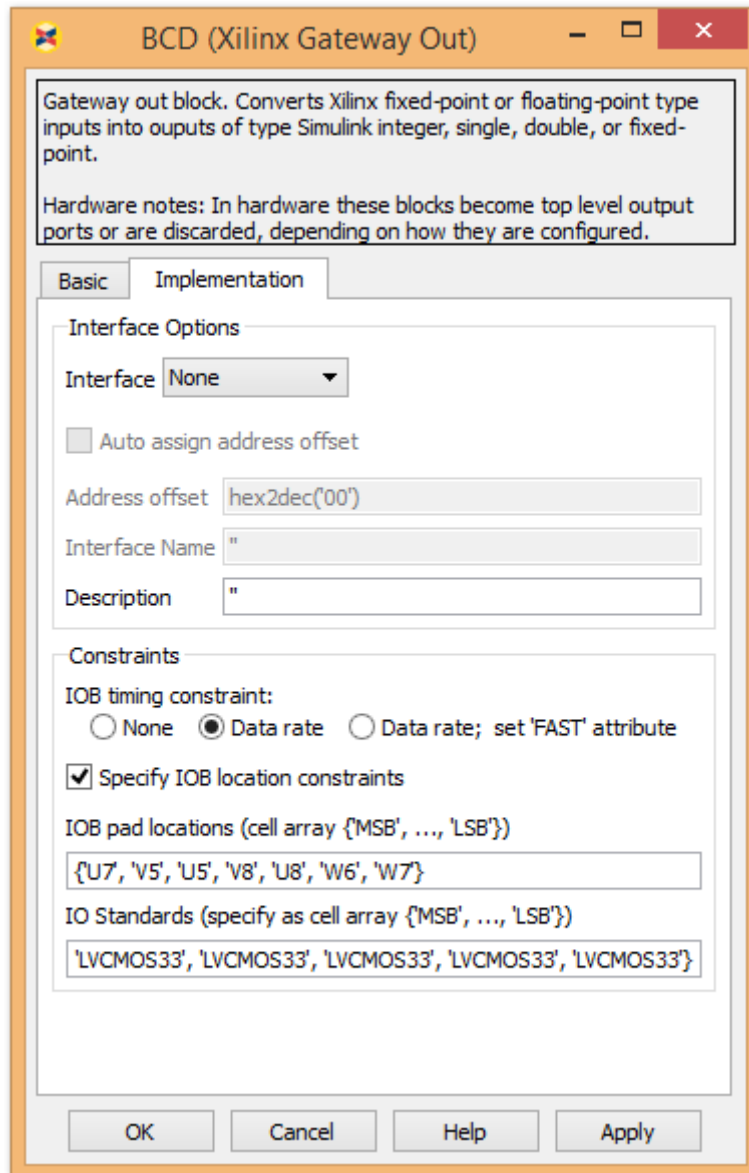 BCD (Xilinx Gateway Out)
Gateway out block. Converts Xilinx fixed-point or floating-point type
inputs into ouputs of type Simulink integer, single, double, or fixed-
point.
Hardware notes: In hardware these blocks become top level output
ports or are discarded, depending on how they are configured.
Basic Implementation
Interface Options
Interface None
Auto assign address offset
Address offset hex2dec('00')
Interface Name ''
Description ''
Constraints
IOB timing constraint:
None Data rate Data rate; set 'FAST' attribute
Specify IOB location constraints
IOB pad locations (cell array {'MSB', ..., 'LSB'})
{'U7', 'V5', 'U5', 'V8', 'U8', 'W6', 'W7'}
IO Standards (specify as cell array {'MSB', ..., 'LSB'})
'LVCMOS33', 'LVCMOS33', 'LVCMOS33', 'LVCMOS33', 'LVCMOS33'}
OK Cancel Help Apply